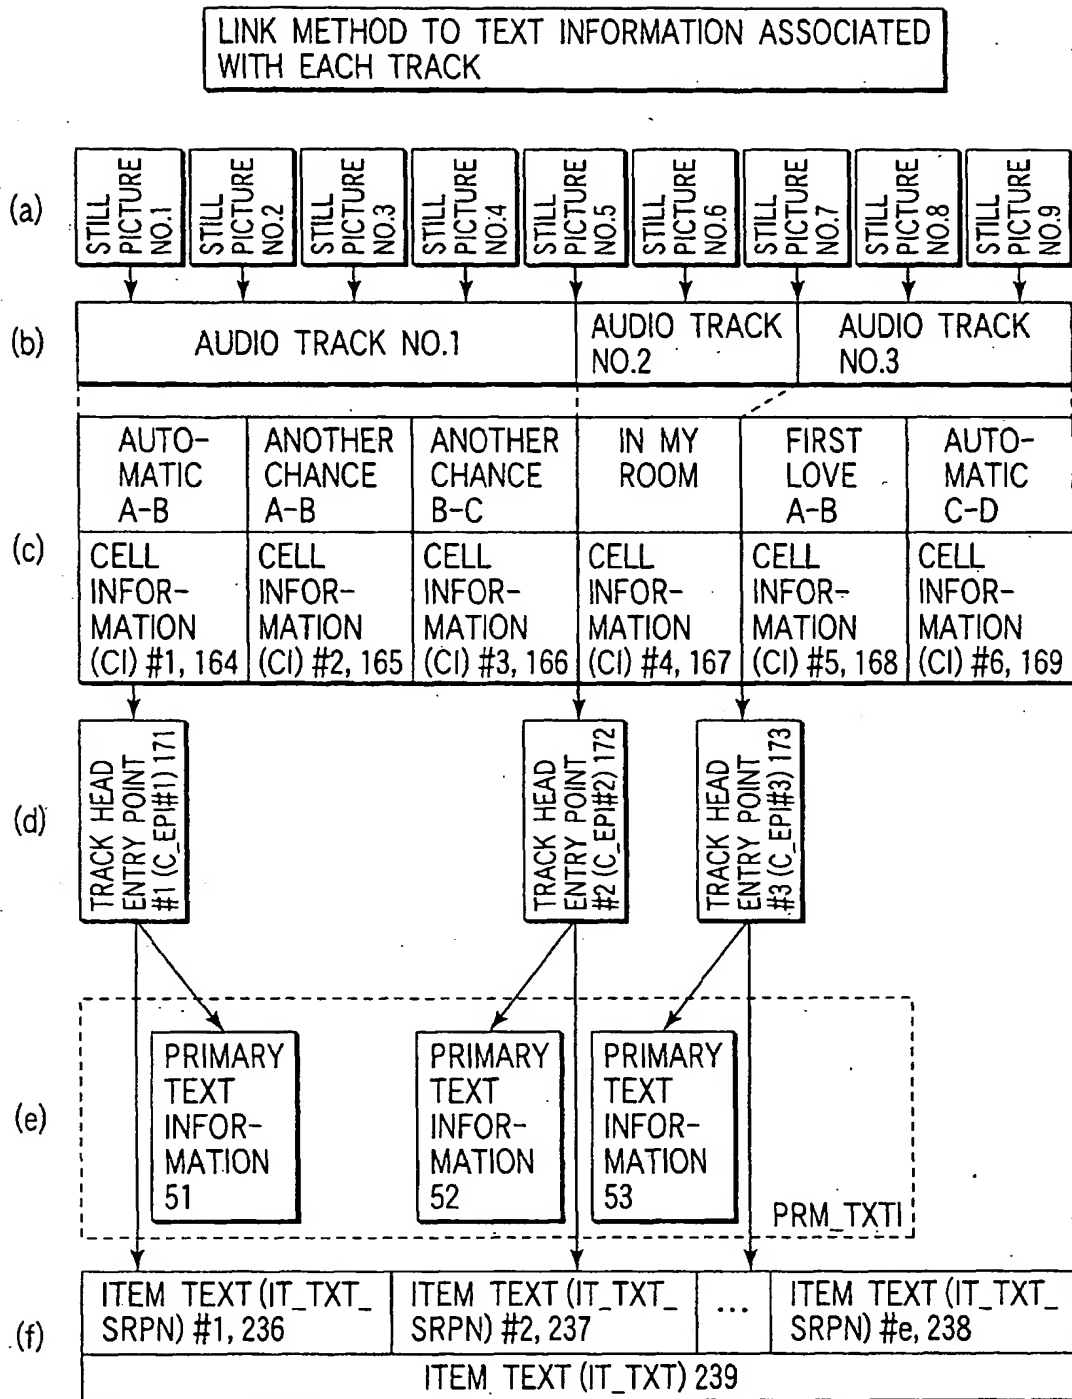 LINK METHOD TO TEXT INFORMATION ASSOCIATED
WITH EACH TRACK
(a)
STILL
PICTURE
NO.1
STILL
PICTURE
NO.2
STILL
PICTURE
NO.3
STILL
PICTURE
NO.4
STILL
PICTURE
NO.5
STILL
PICTURE
NO.6
STILL
PICTURE
NO.7
STILL
PICTURE
NO.8
STILL
PICTURE
NO.9
(b)
AUDIO TRACK NO.1
AUDIO TRACK
NO.2
AUDIO TRACK
NO.3
(c)
AUTO-
MATIC
A-B
ANOTHER
CHANCE
A-B
ANOTHER
CHANCE
B-C
IN MY
ROOM
FIRST
LOVE
A-B
AUTO-
MATIC
C-D
CELL
INFOR-
MATION
(CI) #1, 164
CELL
INFOR-
MATION
(CI) #2, 165
CELL
INFOR-
MATION
(CI) #3, 166
CELL
INFOR-
MATION
(CI) #4, 167
CELL
INFOR-
MATION
(CI) #5, 168
CELL
INFOR-
MATION
(CI) #6, 169
(d)
TRACK HEAD
ENTRY POINT
#1 (C_EPI#1) 171
TRACK HEAD
ENTRY POINT
#2 (C_EPI#2) 172
TRACK HEAD
ENTRY POINT
#3 (C_EPI#3) 173
(e)
PRIMARY
TEXT
INFOR-
MATION
51
PRIMARY
TEXT
INFOR-
MATION
52
PRIMARY
TEXT
INFOR-
MATION
53
PRM_TXTI
(f)
ITEM TEXT (IT_TXT_
SRPN) #1, 236
ITEM TEXT (IT_TXT_
SRPN) #2, 237
...
ITEM TEXT (IT_TXT_
SRPN) #e, 238
ITEM TEXT (IT_TXT) 239